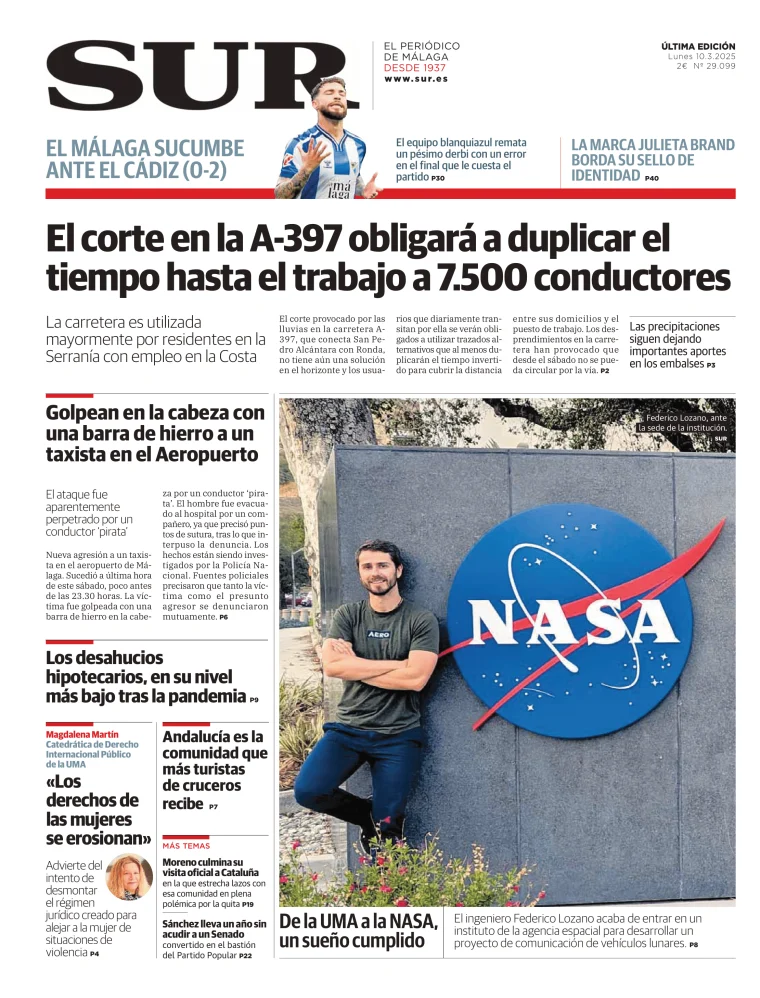 SUR
EL PERIÓDICO
DE MÁLAGA
DESDE 1937
www.sur.es
ÚLTIMA EDICIÓN
Lunes 10.3.2025
2€ Nº 29.099
EL MÁLAGA SUCUMBE
ANTE EL CÁDIZ (0-2)
má
laga
El equipo blanquiazul remata
un pésimo derbi con un error
en el final que le cuesta el
partido P30
LA MARCA JULIETA BRAND
BORDA SU SELLO DE
IDENTIDAD P40
El corte en la A-397 obligará a duplicar el
tiempo hasta el trabajo a 7.500 conductores
La carretera es utilizada
mayormente por residentes en la
Serranía con empleo en la Costa
El corte provocado por las
lluvias en la carretera A-
397, que conecta San Pe-
dro Alcántara con Ronda,
no tiene aún una solución
en el horizonte y los usua-
rios que diariamente tran-
sitan por ella se verán obli-
gados a utilizar trazados al-
ternativos que al menos du-
plicarán el tiempo inverti-
do para cubrir la distancia
entre sus domicilios y el
puesto de trabajo. Los des-
prendimientos en la carre-
tera han provocado que
desde el sábado no se pue-
da circular por la vía. P2
Las precipitaciones
siguen dejando
importantes aportes
en los embalses P3
Golpean en la cabeza con
una barra de hierro a un
taxista en el Aeropuerto
El ataque fue
aparentemente
perpetrado por un
conductor ‘pirata’
Nueva agresión a un taxis-
ta en el aeropuerto de Má-
laga. Sucedió a última hora
de este sábado, poco antes
de las 23.30 horas. La víc-
tima fue golpeada con una
barra de hierro en la cabe-
za por un conductor ‘pira-
ta’. El hombre fue evacua-
do al hospital por un com-
pañero, ya que precisó pun-
tos de sutura, tras lo que in-
terpuso la denuncia. Los
hechos están siendo inves-
tigados por la Policía Na-
cional. Fuentes policiales
precisaron que tanto la víc-
tima como el presunto
agresor se denunciaron
mutuamente. P6
Los desahucios
hipotecarios, en su nivel
más bajo tras la pandemia P9
Magdalena Martín
Catedrática de Derecho
Internacional Público
de la UMA
«Los
derechos de
las mujeres
se erosionan»
Advierte del
intento de
desmontar
el régimen
jurídico creado para
alejar a la mujer de
situaciones de
violencia P4
Andalucía es la
comunidad que
más turistas
de cruceros
recibe P7
MÁS TEMAS
Moreno culmina su
visita oficial a Cataluña
en la que estrecha lazos con
esa comunidad en plena
polémica por la quita P19
Sánchez lleva un año sin
acudir a un Senado
convertido en el bastión
del Partido Popular P22
Federico Lozano, ante
la sede de la institución.
SUR
AERO
NASA
De la UMA a la NASA,
un sueño cumplido
El ingeniero Federico Lozano acaba de entrar en un
instituto de la agencia espacial para desarrollar un
proyecto de comunicación de vehículos lunares. P8